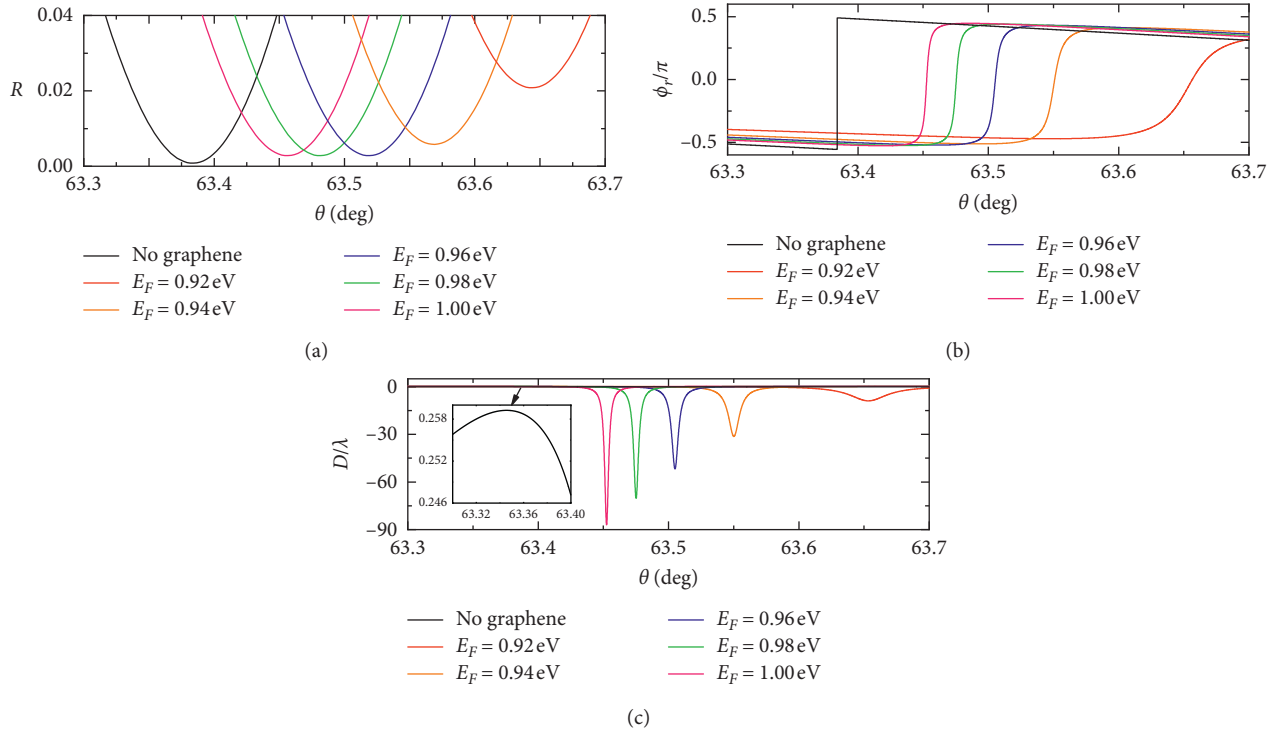 0.04
R
0.02
0.00
63.3 63.4 63.5 63.6 63.7
θ (deg)
No graphene
E_F = 0.92 eV
E_F = 0.94 eV
E_F = 0.96 eV
E_F = 0.98 eV
E_F = 1.00 eV
(a)
0.5
ϕ_r/π
0.0
−0.5
63.3 63.4 63.5 63.6 63.7
θ (deg)
No graphene
E_F = 0.92 eV
E_F = 0.94 eV
E_F = 0.96 eV
E_F = 0.98 eV
E_F = 1.00 eV
(b)
0
−30
D/λ
−60
−90
0.258
0.252
0.246
63.32 63.36 63.40
63.3 63.4 63.5 63.6 63.7
θ (deg)
No graphene
E_F = 0.92 eV
E_F = 0.94 eV
E_F = 0.96 eV
E_F = 0.98 eV
E_F = 1.00 eV
(c)